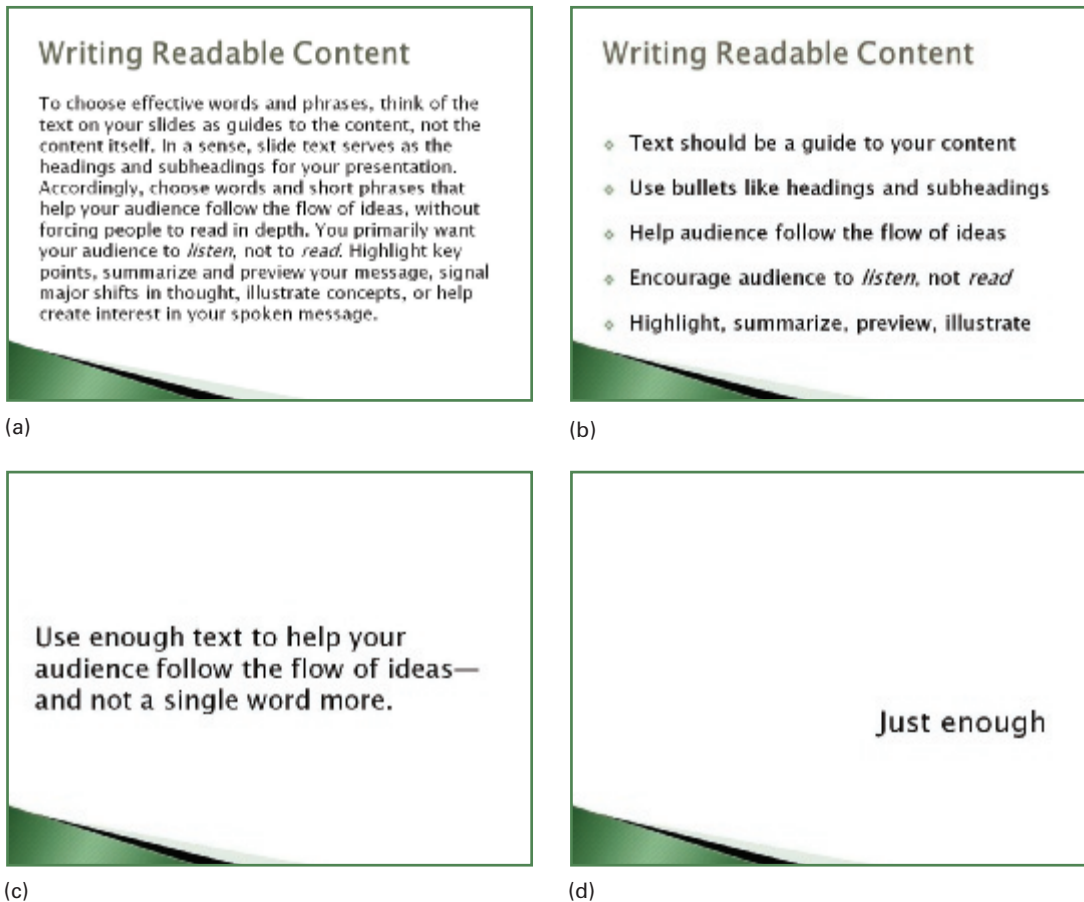 Writing Readable Content
To choose effective words and phrases, think of the
text on your slides as guides to the content, not the
content itself. In a sense, slide text serves as the
headings and subheadings for your presentation.
Accordingly, choose words and short phrases that
help your audience follow the flow of ideas, without
forcing people to read in depth. You primarily want
your audience to listen, not to read. Highlight key
points, summarize and preview your message, signal
major shifts in thought, illustrate concepts, or help
create interest in your spoken message.
(a)
Writing Readable Content
Text should be a guide to your content
Use bullets like headings and subheadings
Help audience follow the flow of ideas
Encourage audience to listen, not read
Highlight, summarize, preview, illustrate
(b)
Use enough text to help your
audience follow the flow of ideas—
and not a single word more.
(c)
Just enough
(d)